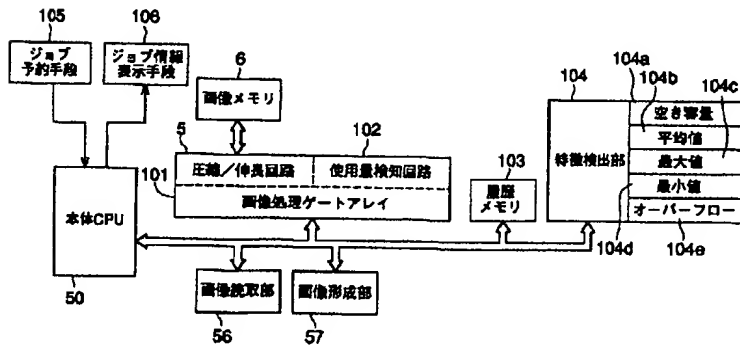 105
ジョブ
予約手段
106
ジョブ情報
表示手段
6
画像メモリ
5
圧縮／伸長回路
102
使用量検知回路
101
画像処理ゲートアレイ
103
履歴
メモリ
104
特徴検出部
104a
104b
104c
空き容量
平均値
最大値
最小値
オーバーフロー
104d
104e
本体CPU
50
画像読取部
56
画像形成部
57